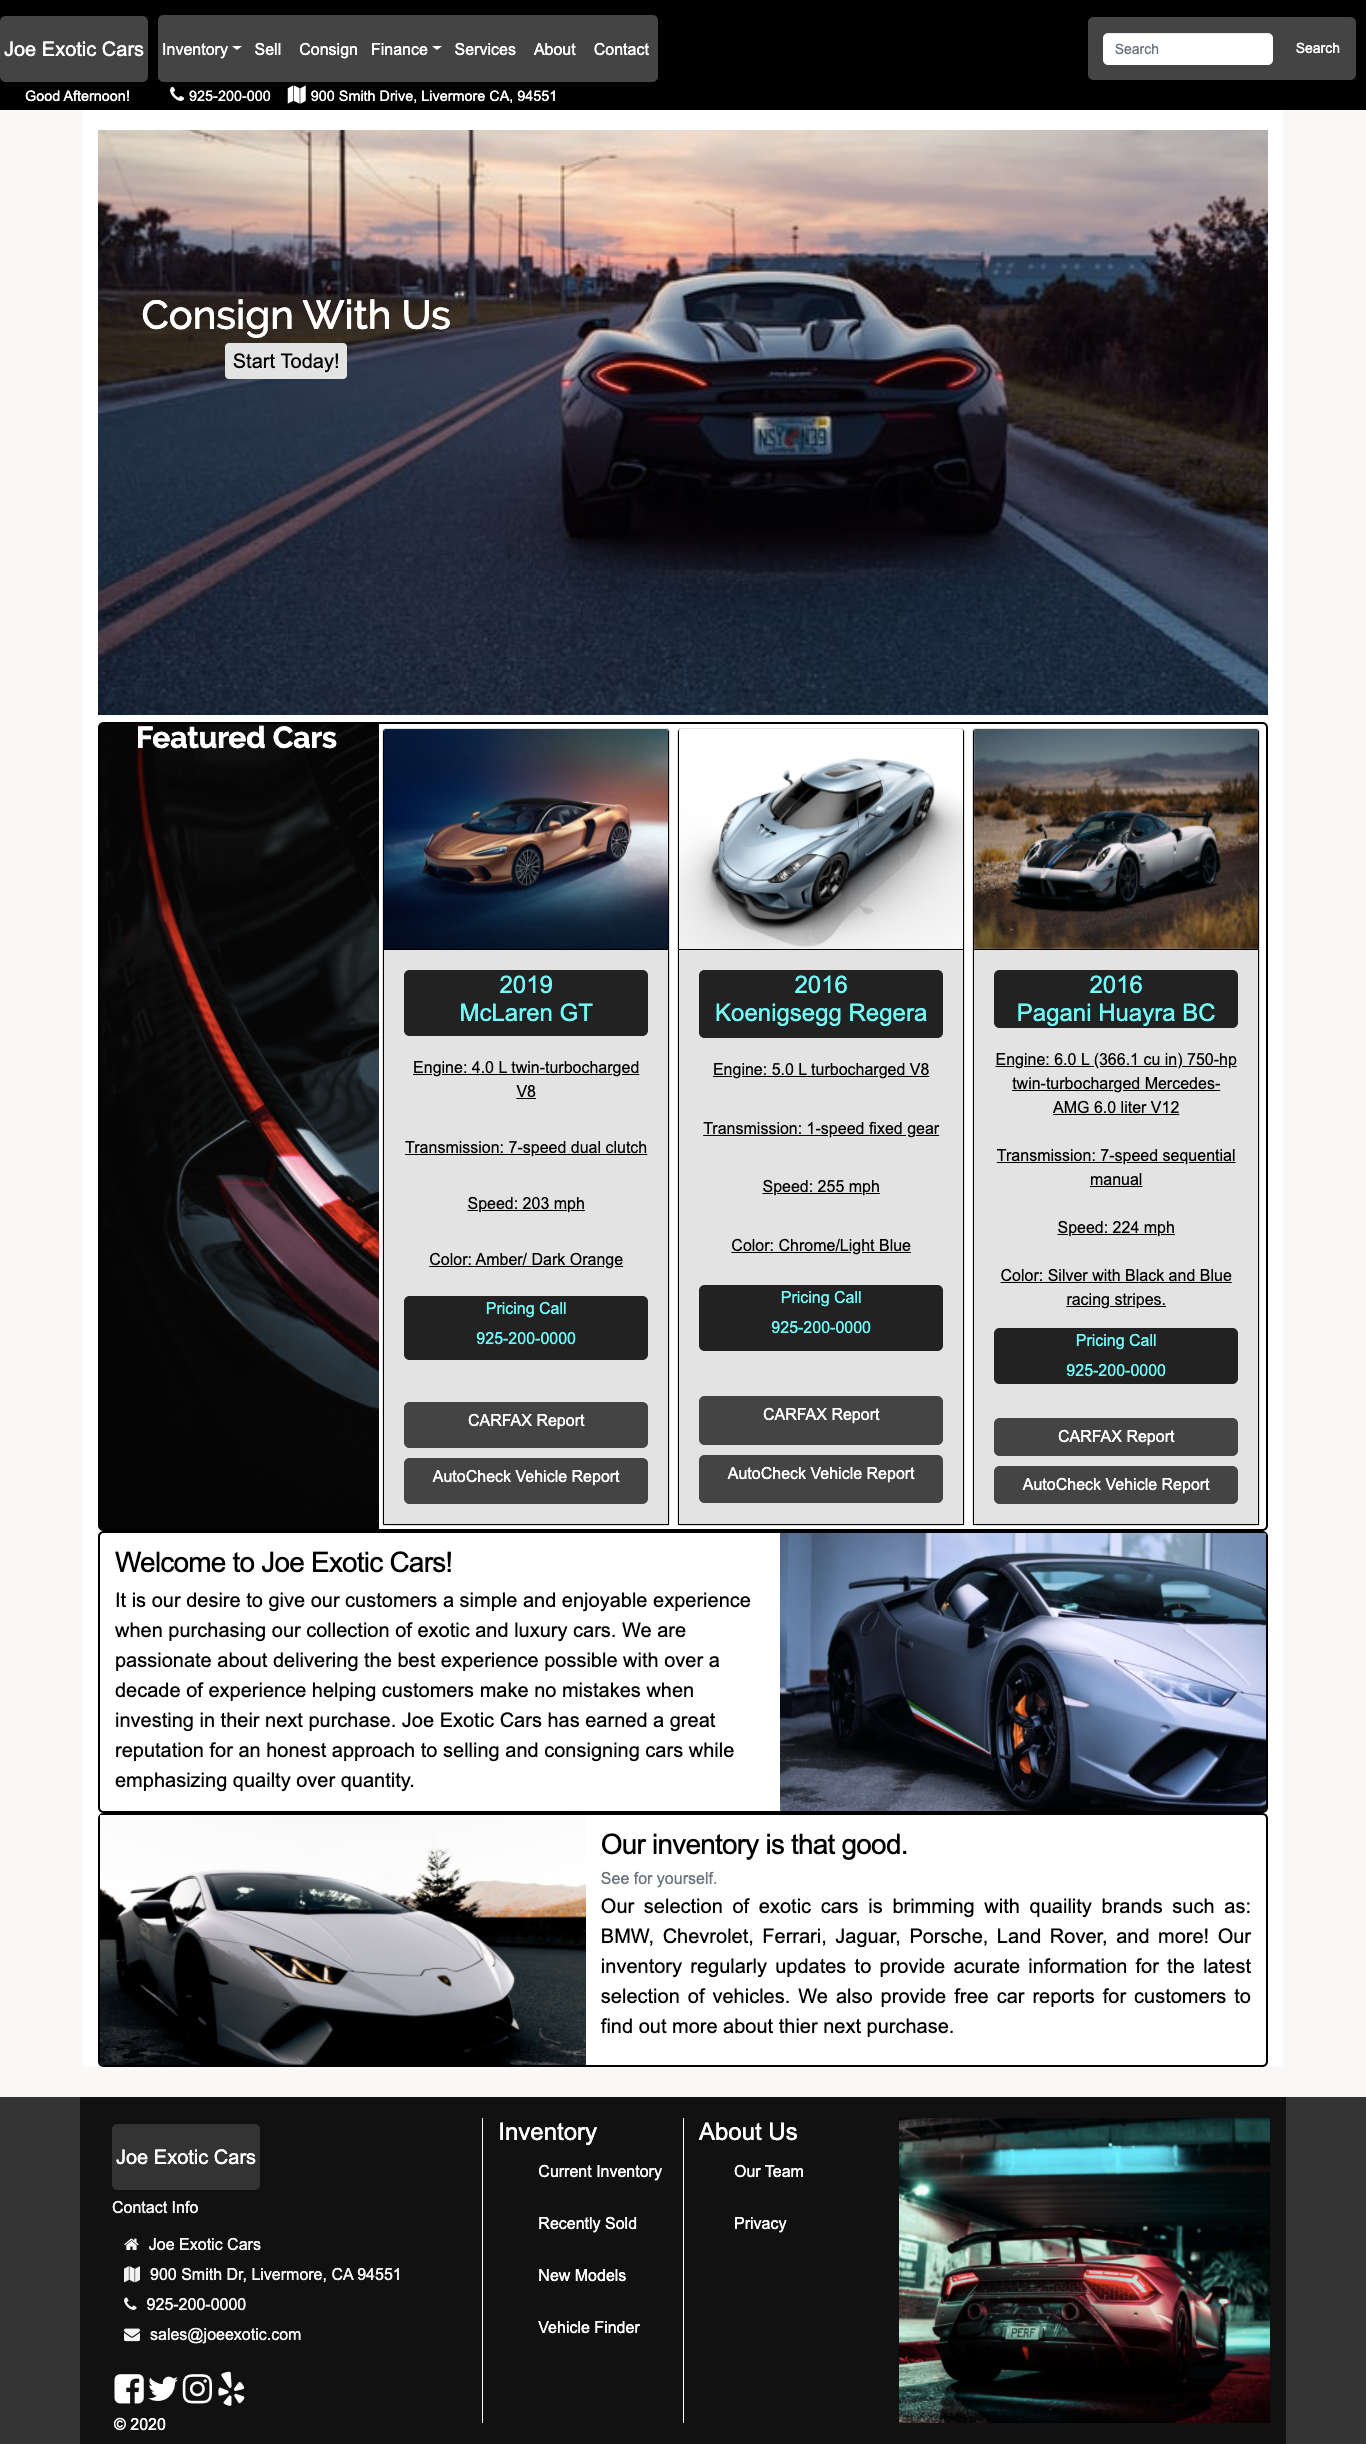 Joe Exotic Cars
Inventory Sell Consign Finance Services About Contact
Search Search
Good Afternoon!
925-200-000 900 Smith Drive, Livermore CA, 94551
Consign With Us
Start Today!
Featured Cars
2019
McLaren GT
Engine: 4.0 L twin-turbocharged
V8
Transmission: 7-speed dual clutch
Speed: 203 mph
Color: Amber/ Dark Orange
Pricing Call
925-200-0000
CARFAX Report
AutoCheck Vehicle Report
2016
Koenigsegg Regera
Engine: 5.0 L turbocharged V8
Transmission: 1-speed fixed gear
Speed: 255 mph
Color: Chrome/Light Blue
Pricing Call
925-200-0000
CARFAX Report
AutoCheck Vehicle Report
2016
Pagani Huayra BC
Engine: 6.0 L (366.1 cu in) 750-hp
twin-turbocharged Mercedes-
AMG 6.0 liter V12
Transmission: 7-speed sequential
manual
Speed: 224 mph
Color: Silver with Black and Blue
racing stripes.
Pricing Call
925-200-0000
CARFAX Report
AutoCheck Vehicle Report
Welcome to Joe Exotic Cars!
It is our desire to give our customers a simple and enjoyable experience
when purchasing our collection of exotic and luxury cars. We are
passionate about delivering the best experience possible with over a
decade of experience helping customers make no mistakes when
investing in their next purchase. Joe Exotic Cars has earned a great
reputation for an honest approach to selling and consigning cars while
emphasizing quailty over quantity.
Our inventory is that good.
See for yourself.
Our selection of exotic cars is brimming with quaility brands such as:
BMW, Chevrolet, Ferrari, Jaguar, Porsche, Land Rover, and more! Our
inventory regularly updates to provide acurate information for the latest
selection of vehicles. We also provide free car reports for customers to
find out more about thier next purchase.
Joe Exotic Cars
Contact Info
Joe Exotic Cars
900 Smith Dr, Livermore, CA 94551
925-200-0000
sales@joeexotic.com
© 2020
Inventory
Current Inventory
Recently Sold
New Models
Vehicle Finder
About Us
Our Team
Privacy
PERF